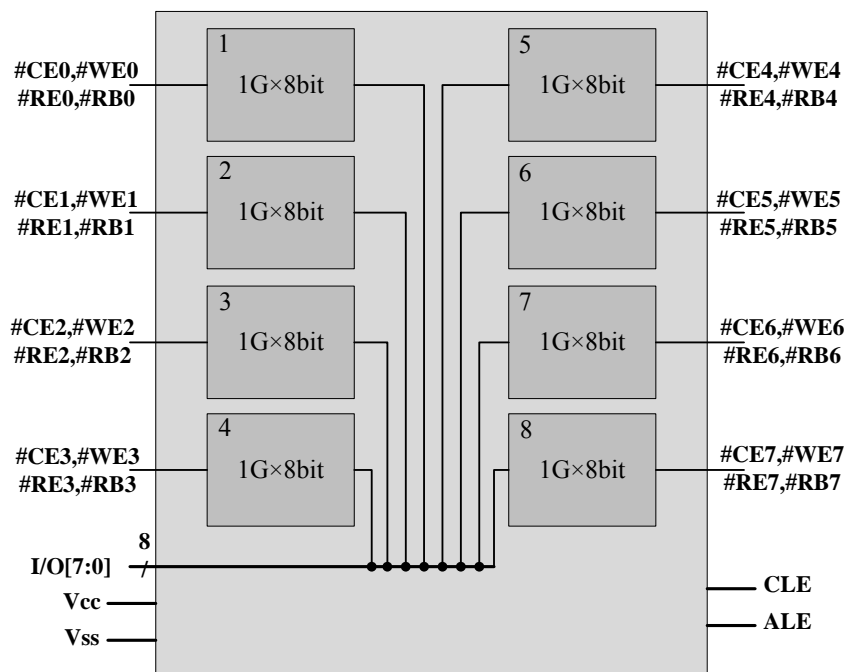 1
1G×8bit
#CE0,#WE0
#RE0,#RB0
2
1G×8bit
#CE1,#WE1
#RE1,#RB1
3
1G×8bit
#CE2,#WE2
#RE2,#RB2
4
1G×8bit
#CE3,#WE3
#RE3,#RB3
5
1G×8bit
#CE4,#WE4
#RE4,#RB4
6
1G×8bit
#CE5,#WE5
#RE5,#RB5
7
1G×8bit
#CE6,#WE6
#RE6,#RB6
8
1G×8bit
#CE7,#WE7
#RE7,#RB7
8
I/O[7:0]
Vcc
Vss
CLE
ALE